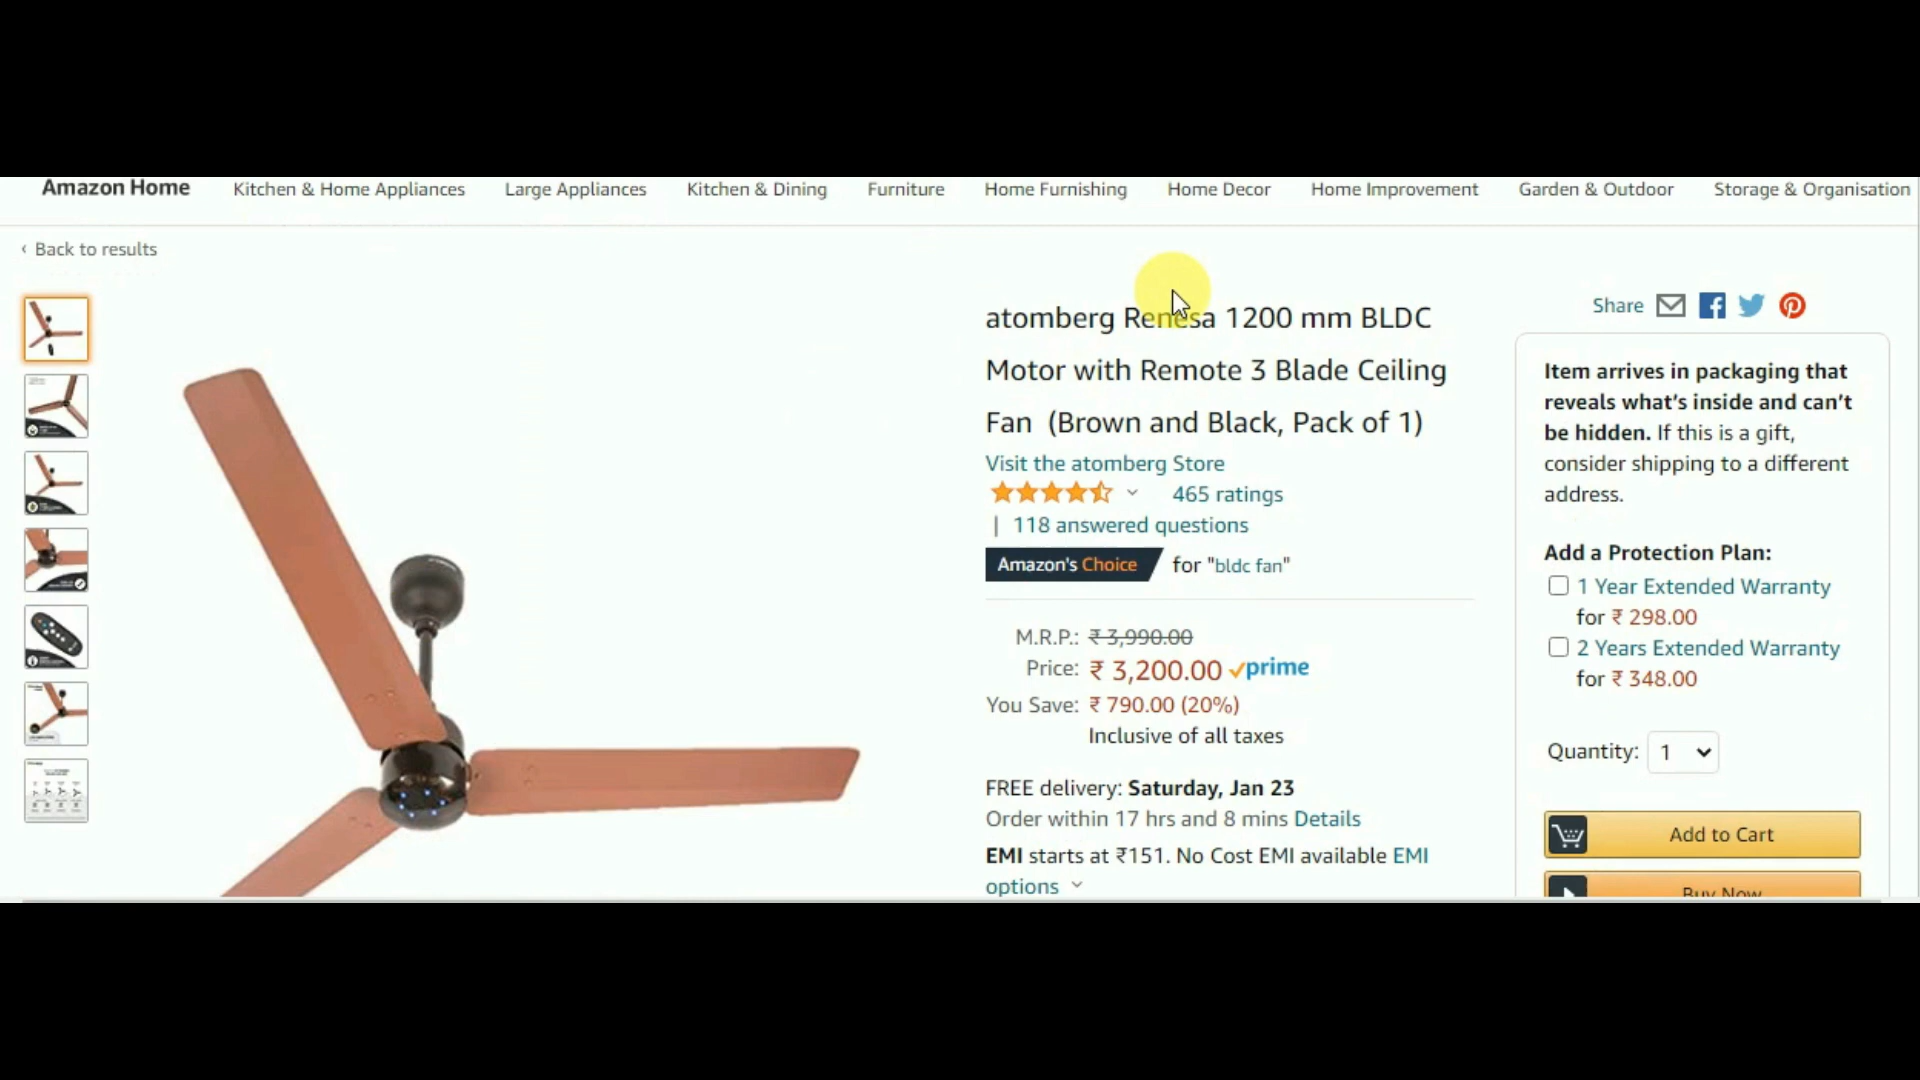 Amazon Home Kitchen & Home Appliances Large Appliances Kitchen & Dining Furniture Home Furnishing Home Decor Home Improvement Garden & Outdoor Storage & Organisation
‹ Back to results
atomberg Renesa 1200 mm BLDC
Motor with Remote 3 Blade Ceiling
Fan (Brown and Black, Pack of 1)
Visit the atomberg Store
465 ratings
| 118 answered questions
Amazon's Choice for "bldc fan"
M.R.P.: ₹ 3,990.00
Price: ₹ 3,200.00 prime
You Save: ₹ 790.00 (20%)
Inclusive of all taxes
FREE delivery: Saturday, Jan 23
Order within 17 hrs and 8 mins Details
EMI starts at ₹151. No Cost EMI available EMI
options
Share
Item arrives in packaging that
reveals what's inside and can't
be hidden. If this is a gift,
consider shipping to a different
address.
Add a Protection Plan:
1 Year Extended Warranty
for ₹ 298.00
2 Years Extended Warranty
for ₹ 348.00
Quantity: 1
Add to Cart
Buy Now